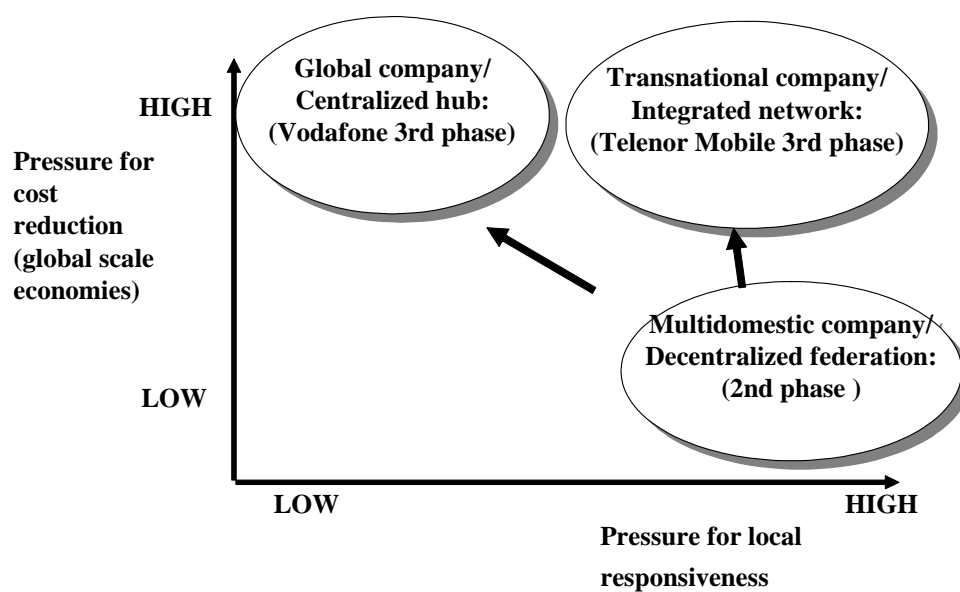 Global company/
Centralized hub:
(Vodafone 3rd phase)
Transnational company/
Integrated network:
(Telenor Mobile 3rd phase)
HIGH
Pressure for
cost
reduction
(global scale
economies)
Multidomestic company/
Decentralized federation:
(2nd phase )
LOW
LOW
HIGH
Pressure for local
responsiveness